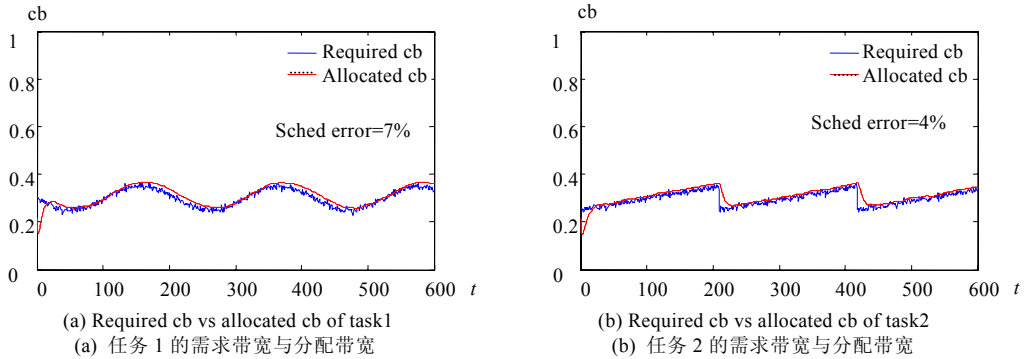 cb
1
0.8
0.6
0.4
0.2
0
0 100 200 300 400 500 600 t
Required cb
Allocated cb
Sched error=7%
(a) Required cb vs allocated cb of task1
(a) 任务 1 的需求带宽与分配带宽
cb
1
0.8
0.6
0.4
0.2
0
0 100 200 300 400 500 600 t
Required cb
Allocated cb
Sched error=4%
(b) Required cb vs allocated cb of task2
(b) 任务 2 的需求带宽与分配带宽